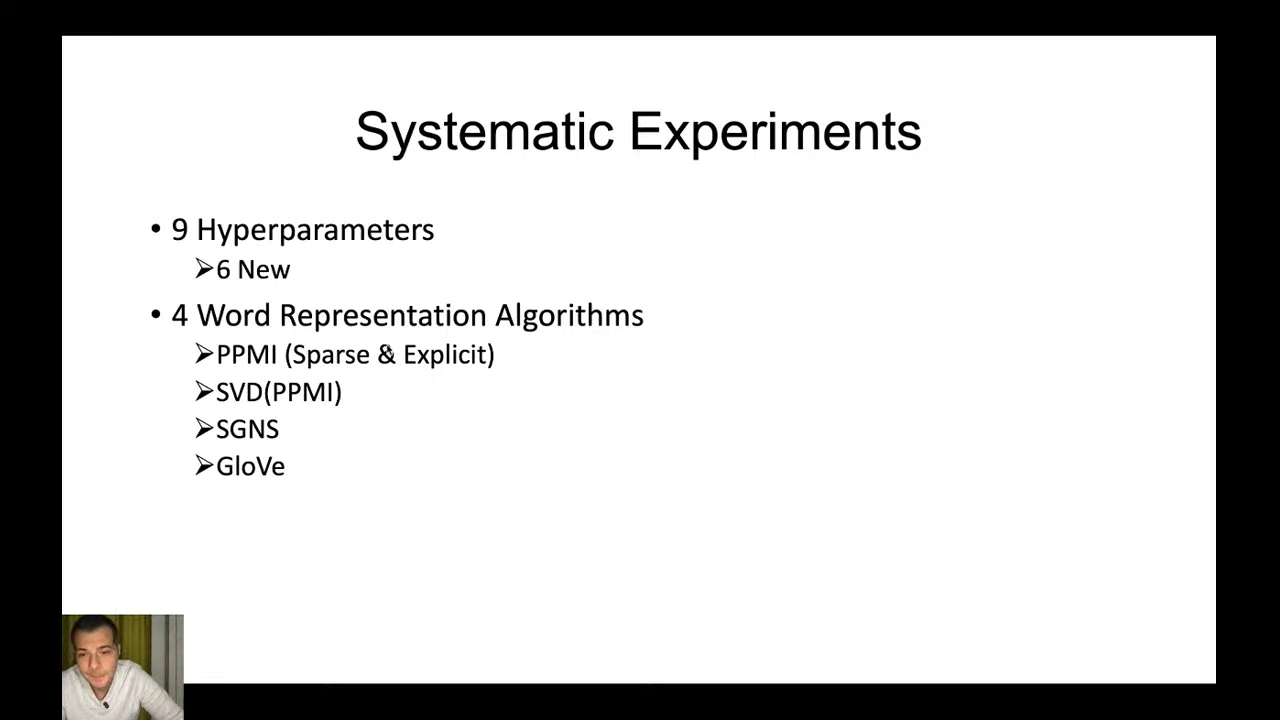 Systematic Experiments
• 9 Hyperparameters
➢6 New
• 4 Word Representation Algorithms
➢PPMI (Sparse & Explicit)
➢SVD(PPMI)
➢SGNS
➢GloVe